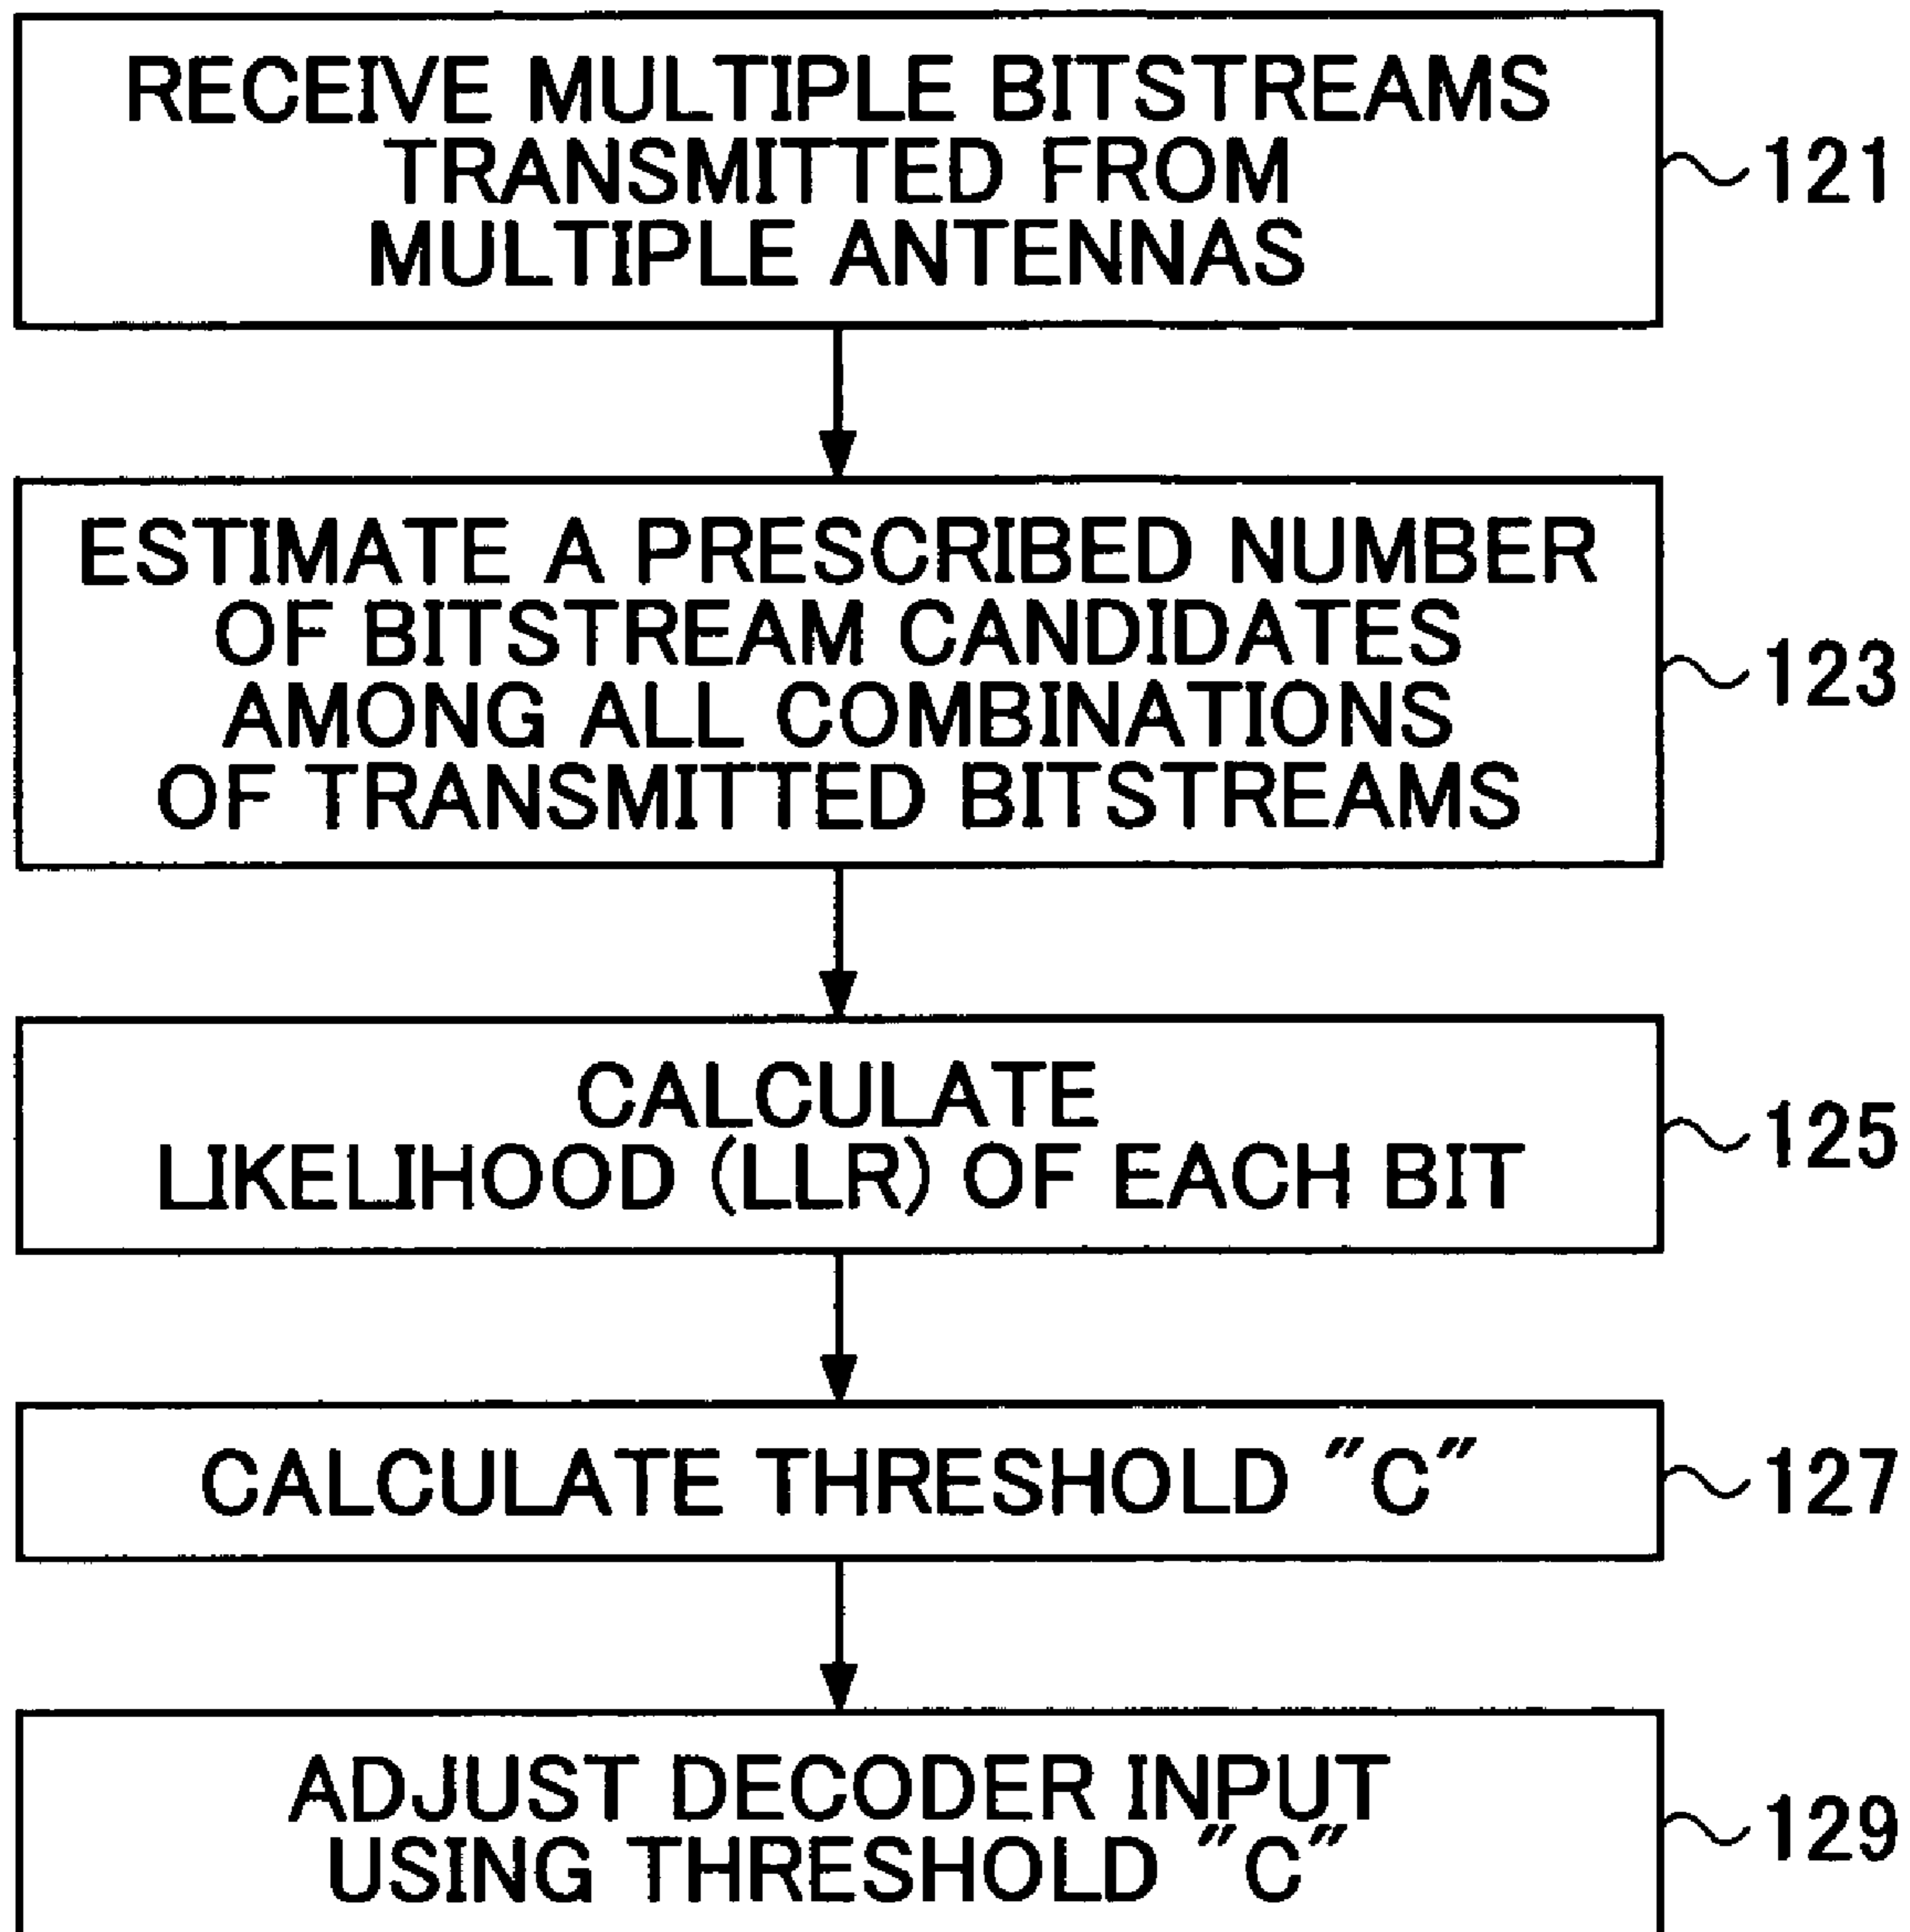 RECEIVE MULTIPLE BITSTREAMS
TRANSMITTED FROM
MULTIPLE ANTENNAS
121
ESTIMATE A PRESCRIBED NUMBER
OF BITSTREAM CANDIDATES
AMONG ALL COMBINATIONS
OF TRANSMITTED BITSTREAMS
123
CALCULATE
LIKELIHOOD (LLR) OF EACH BIT
125
CALCULATE THRESHOLD "C"
127
ADJUST DECODER INPUT
USING THRESHOLD "C"
129